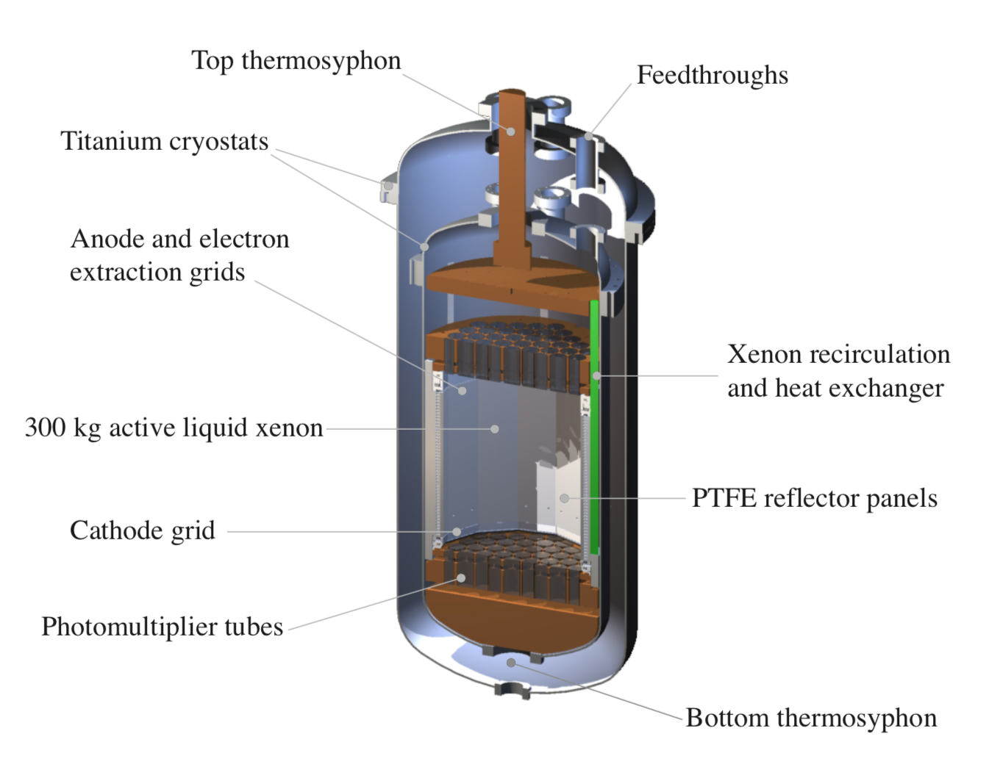 Top thermosyphon
Feedthroughs
Titanium cryostats
Anode and electron
extraction grids
Xenon recirculation
and heat exchanger
300 kg active liquid xenon
PTFE reflector panels
Cathode grid
Photomultiplier tubes
Bottom thermosyphon